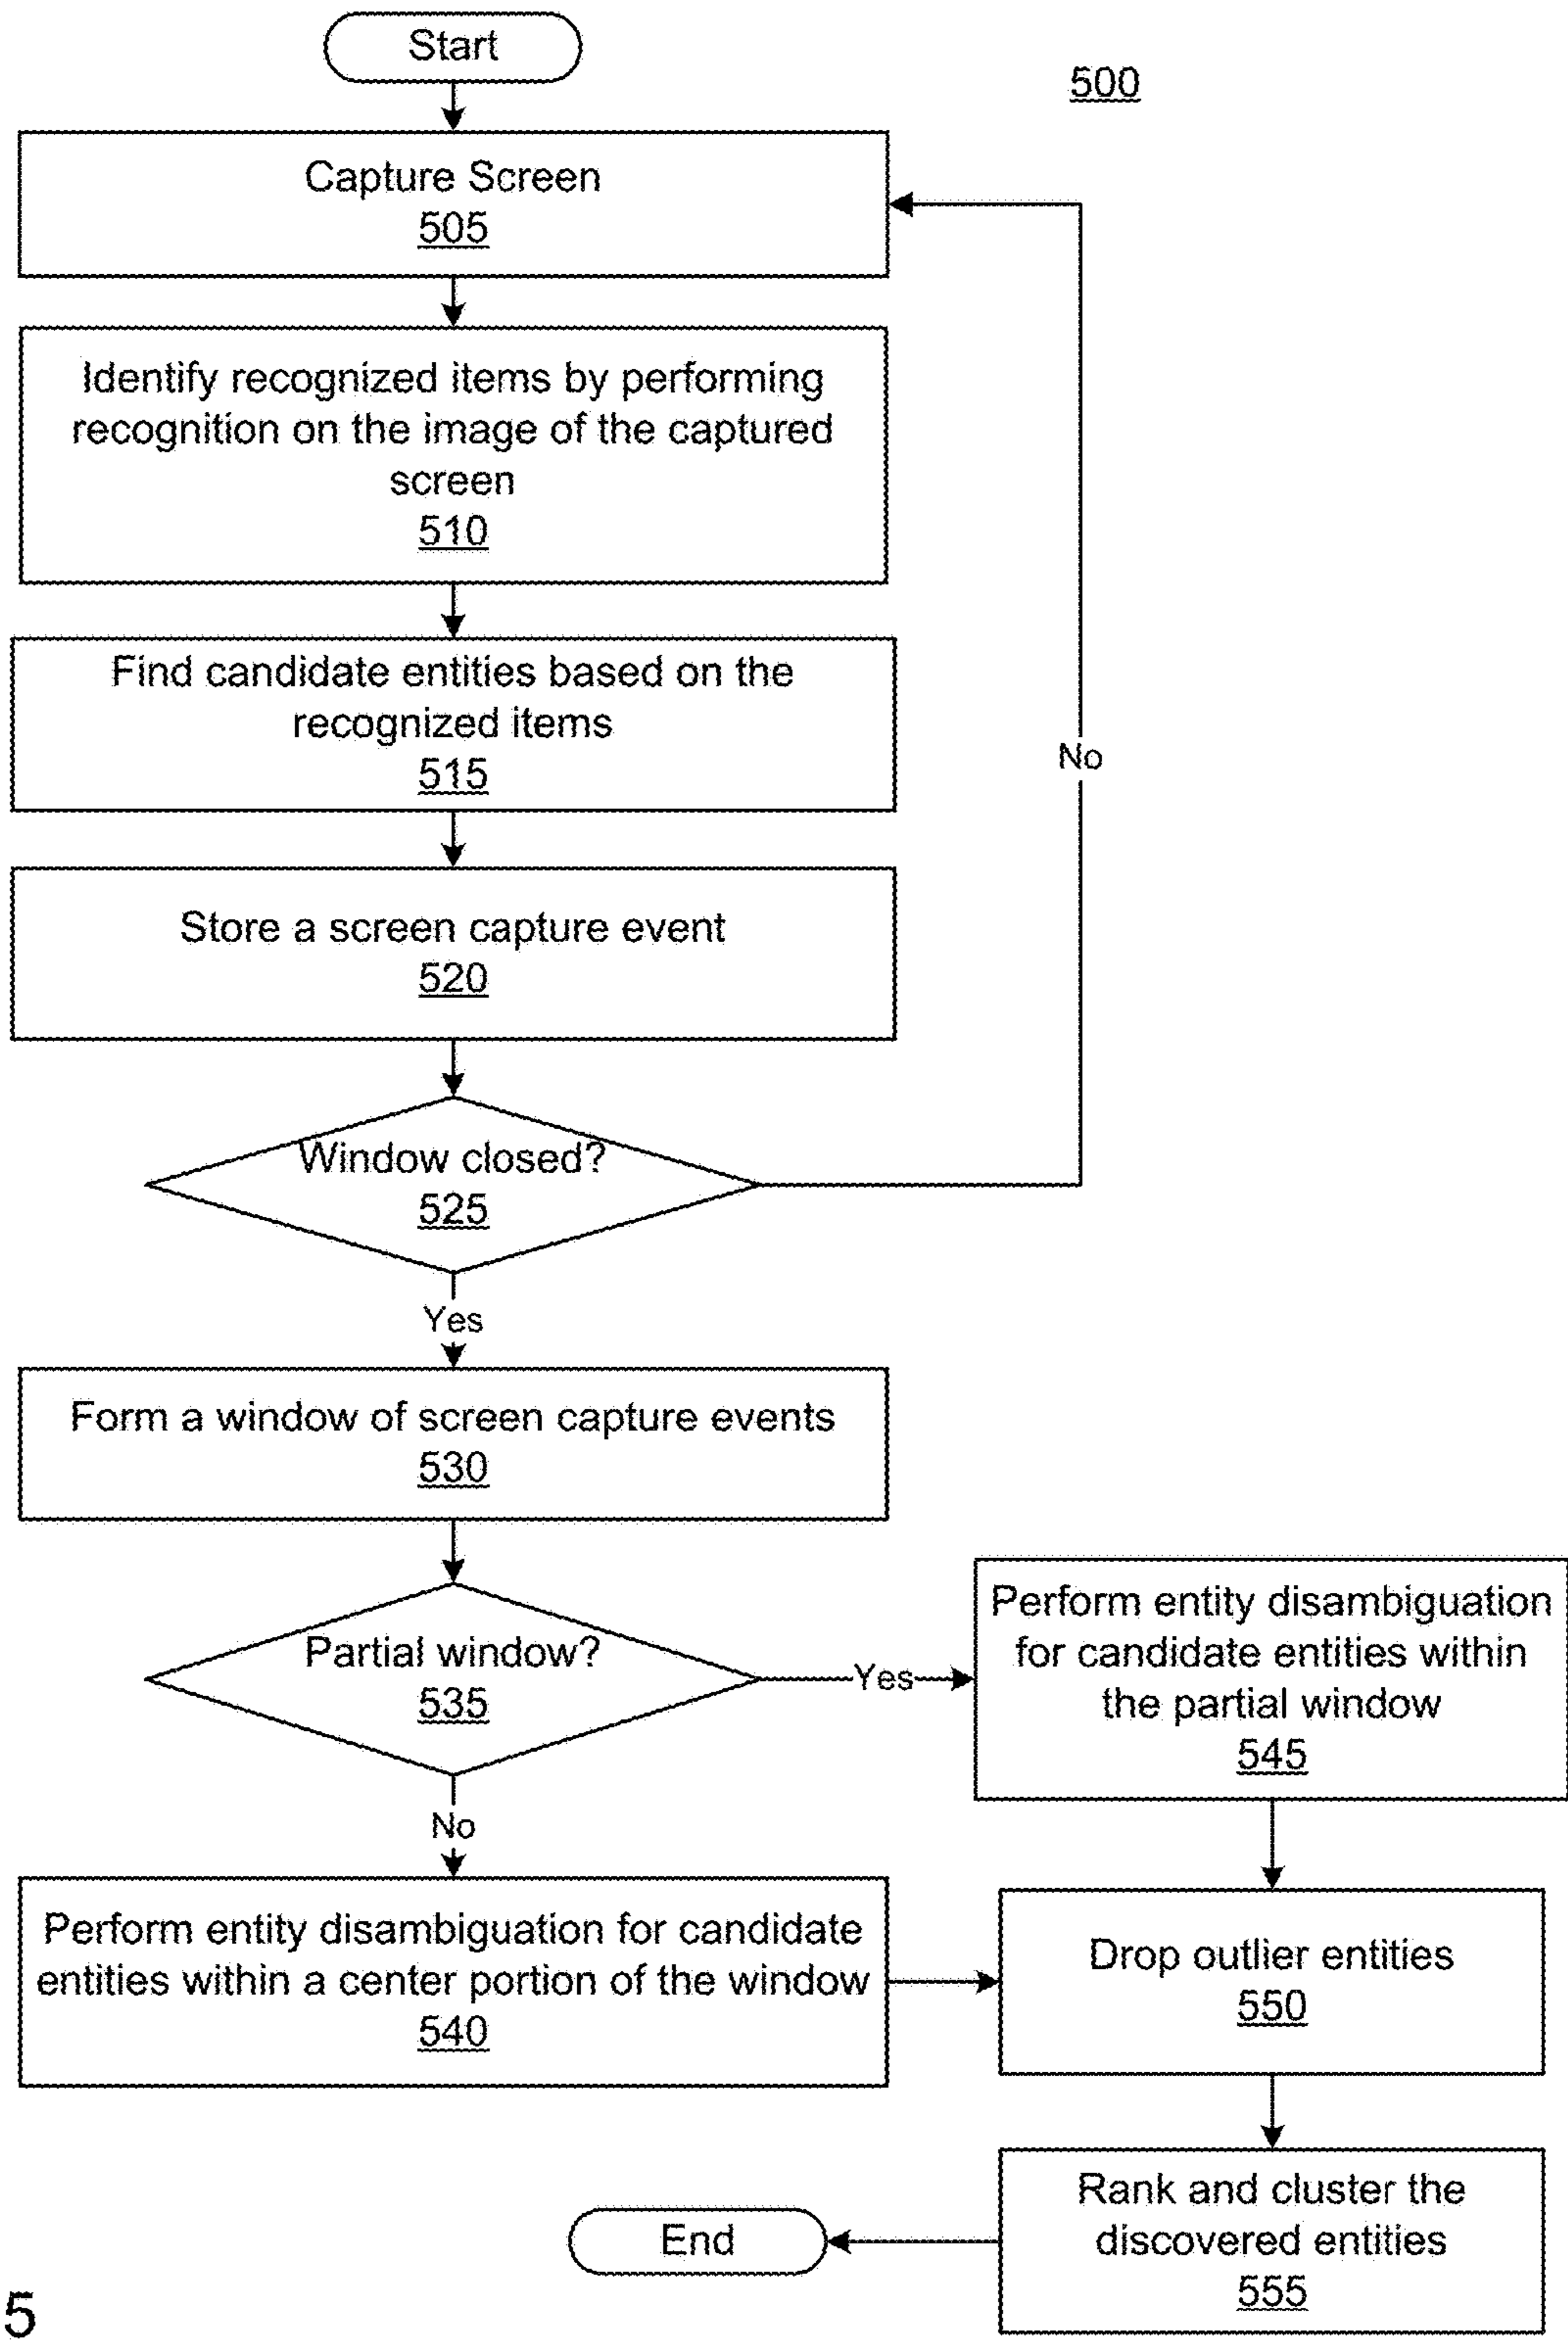 Start
500
Capture Screen
505
Identify recognized items by performing
recognition on the image of the captured
screen
510
Find candidate entities based on the
recognized items
515
No
Store a screen capture event
520
Window closed?
525
Yes
Form a window of screen capture events
530
Partial window?
535
Yes
Perform entity disambiguation
for candidate entities within
the partial window
545
No
Perform entity disambiguation for candidate
entities within a center portion of the window
540
Drop outlier entities
550
Rank and cluster the
discovered entities
555
End
5